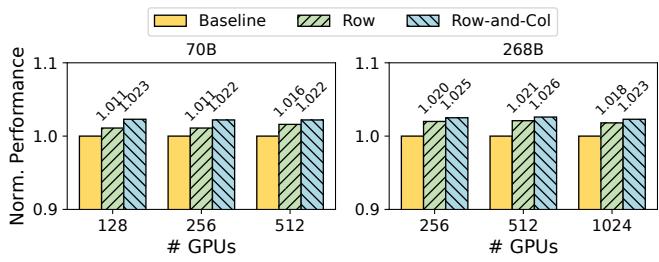 Baseline Row Row-and-Col
70B
268B
Norm. Performance
1.1
1.0
0.9
1.011
1.023
1.011
1.022
1.016
1.022
128 256 512
# GPUs
1.020
1.025
1.021
1.026
1.018
1.023
256 512 1024
# GPUs